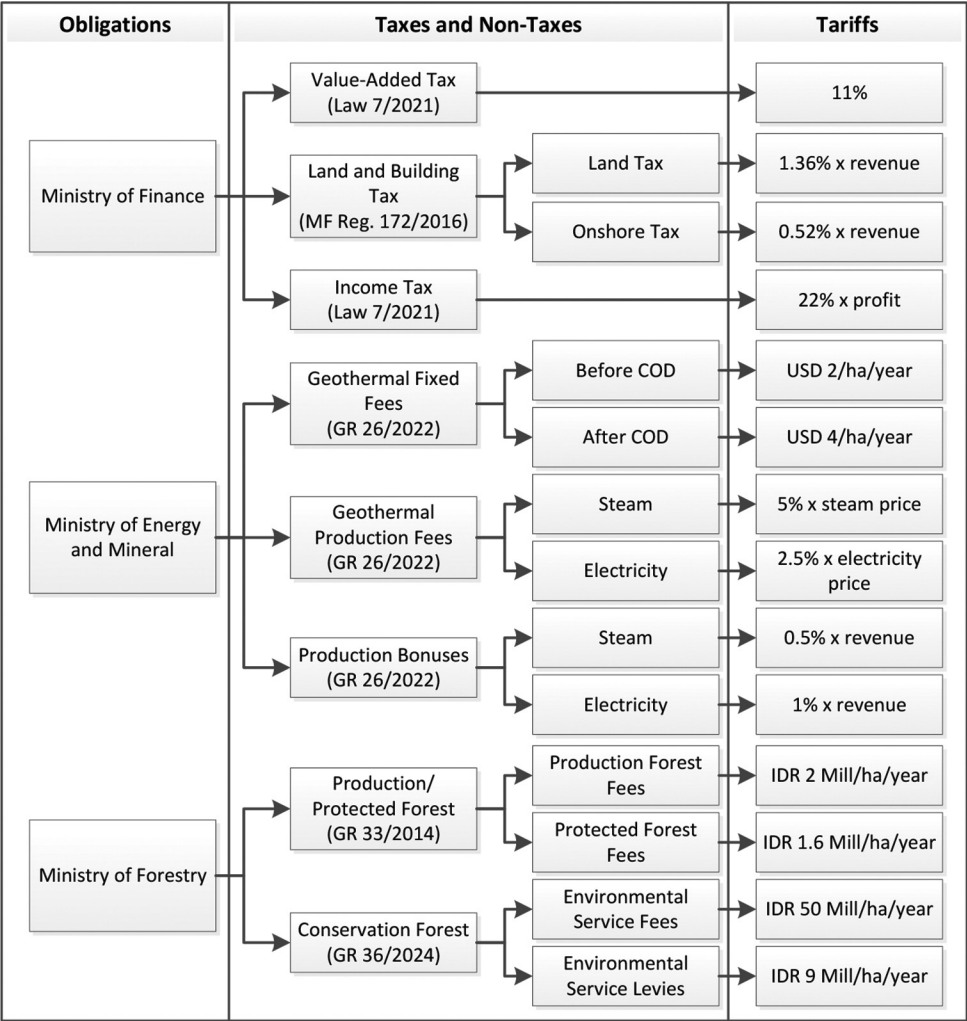 Obligations
Taxes and Non-Taxes
Tariffs
Ministry of Finance
Value-Added Tax
(Law 7/2021)
11%
Land and Building
Tax
(MF Reg. 172/2016)
Land Tax
1.36% x revenue
Onshore Tax
0.52% x revenue
Income Tax
(Law 7/2021)
22% x profit
Ministry of Energy
and Mineral
Geothermal Fixed
Fees
(GR 26/2022)
Before COD
USD 2/ha/year
After COD
USD 4/ha/year
Geothermal
Production Fees
(GR 26/2022)
Steam
5% x steam price
Electricity
2.5% x electricity
price
Production Bonuses
(GR 26/2022)
Steam
0.5% x revenue
Electricity
1% x revenue
Ministry of Forestry
Production/
Protected Forest
(GR 33/2014)
Production Forest
Fees
IDR 2 Mill/ha/year
Protected Forest
Fees
IDR 1.6 Mill/ha/year
Conservation Forest
(GR 36/2024)
Environmental
Service Fees
IDR 50 Mill/ha/year
Environmental
Service Levies
IDR 9 Mill/ha/year